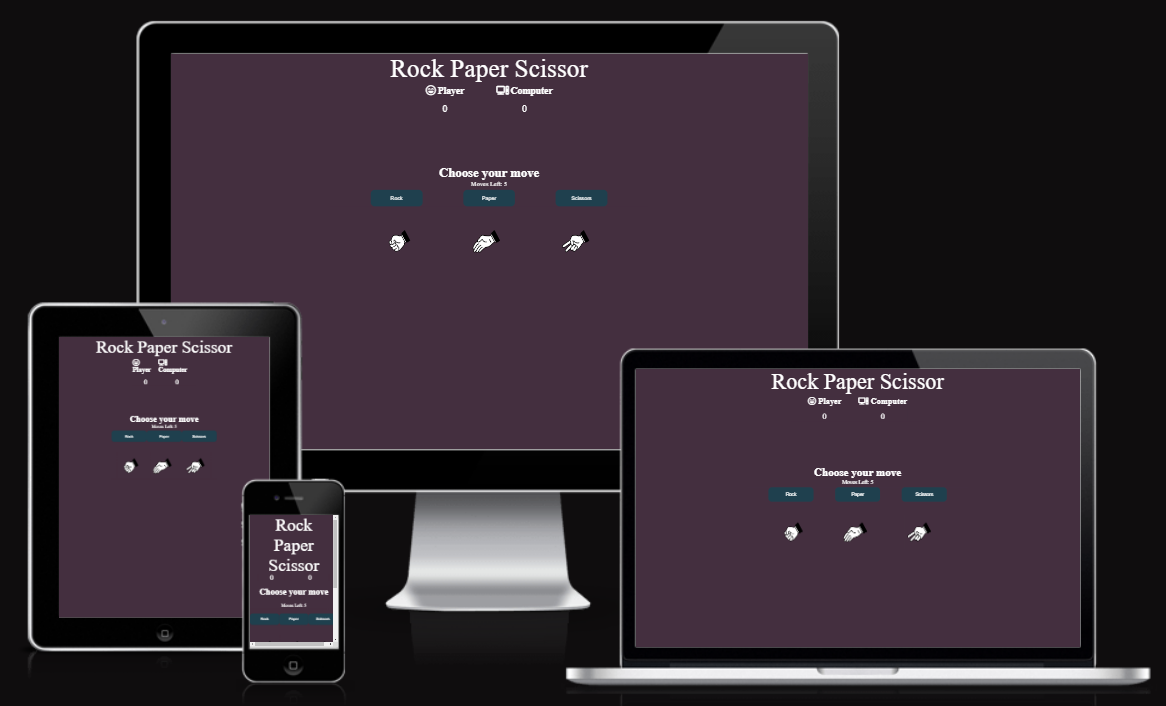 Rock Paper Scissor
Player Computer
0 0
Choose your move
Moves Left: 5
Rock Paper Scissors
Rock Paper Scissor
Player Computer
0 0
Choose your move
Moves Left: 5
Rock Paper Scissors
Rock
Paper
Scissor
0 0
Choose your move
Moves Left: 5
Rock Paper Scissors
Rock Paper Scissor
Player Computer
0 0
Choose your move
Moves Left: 5
Rock Paper Scissors